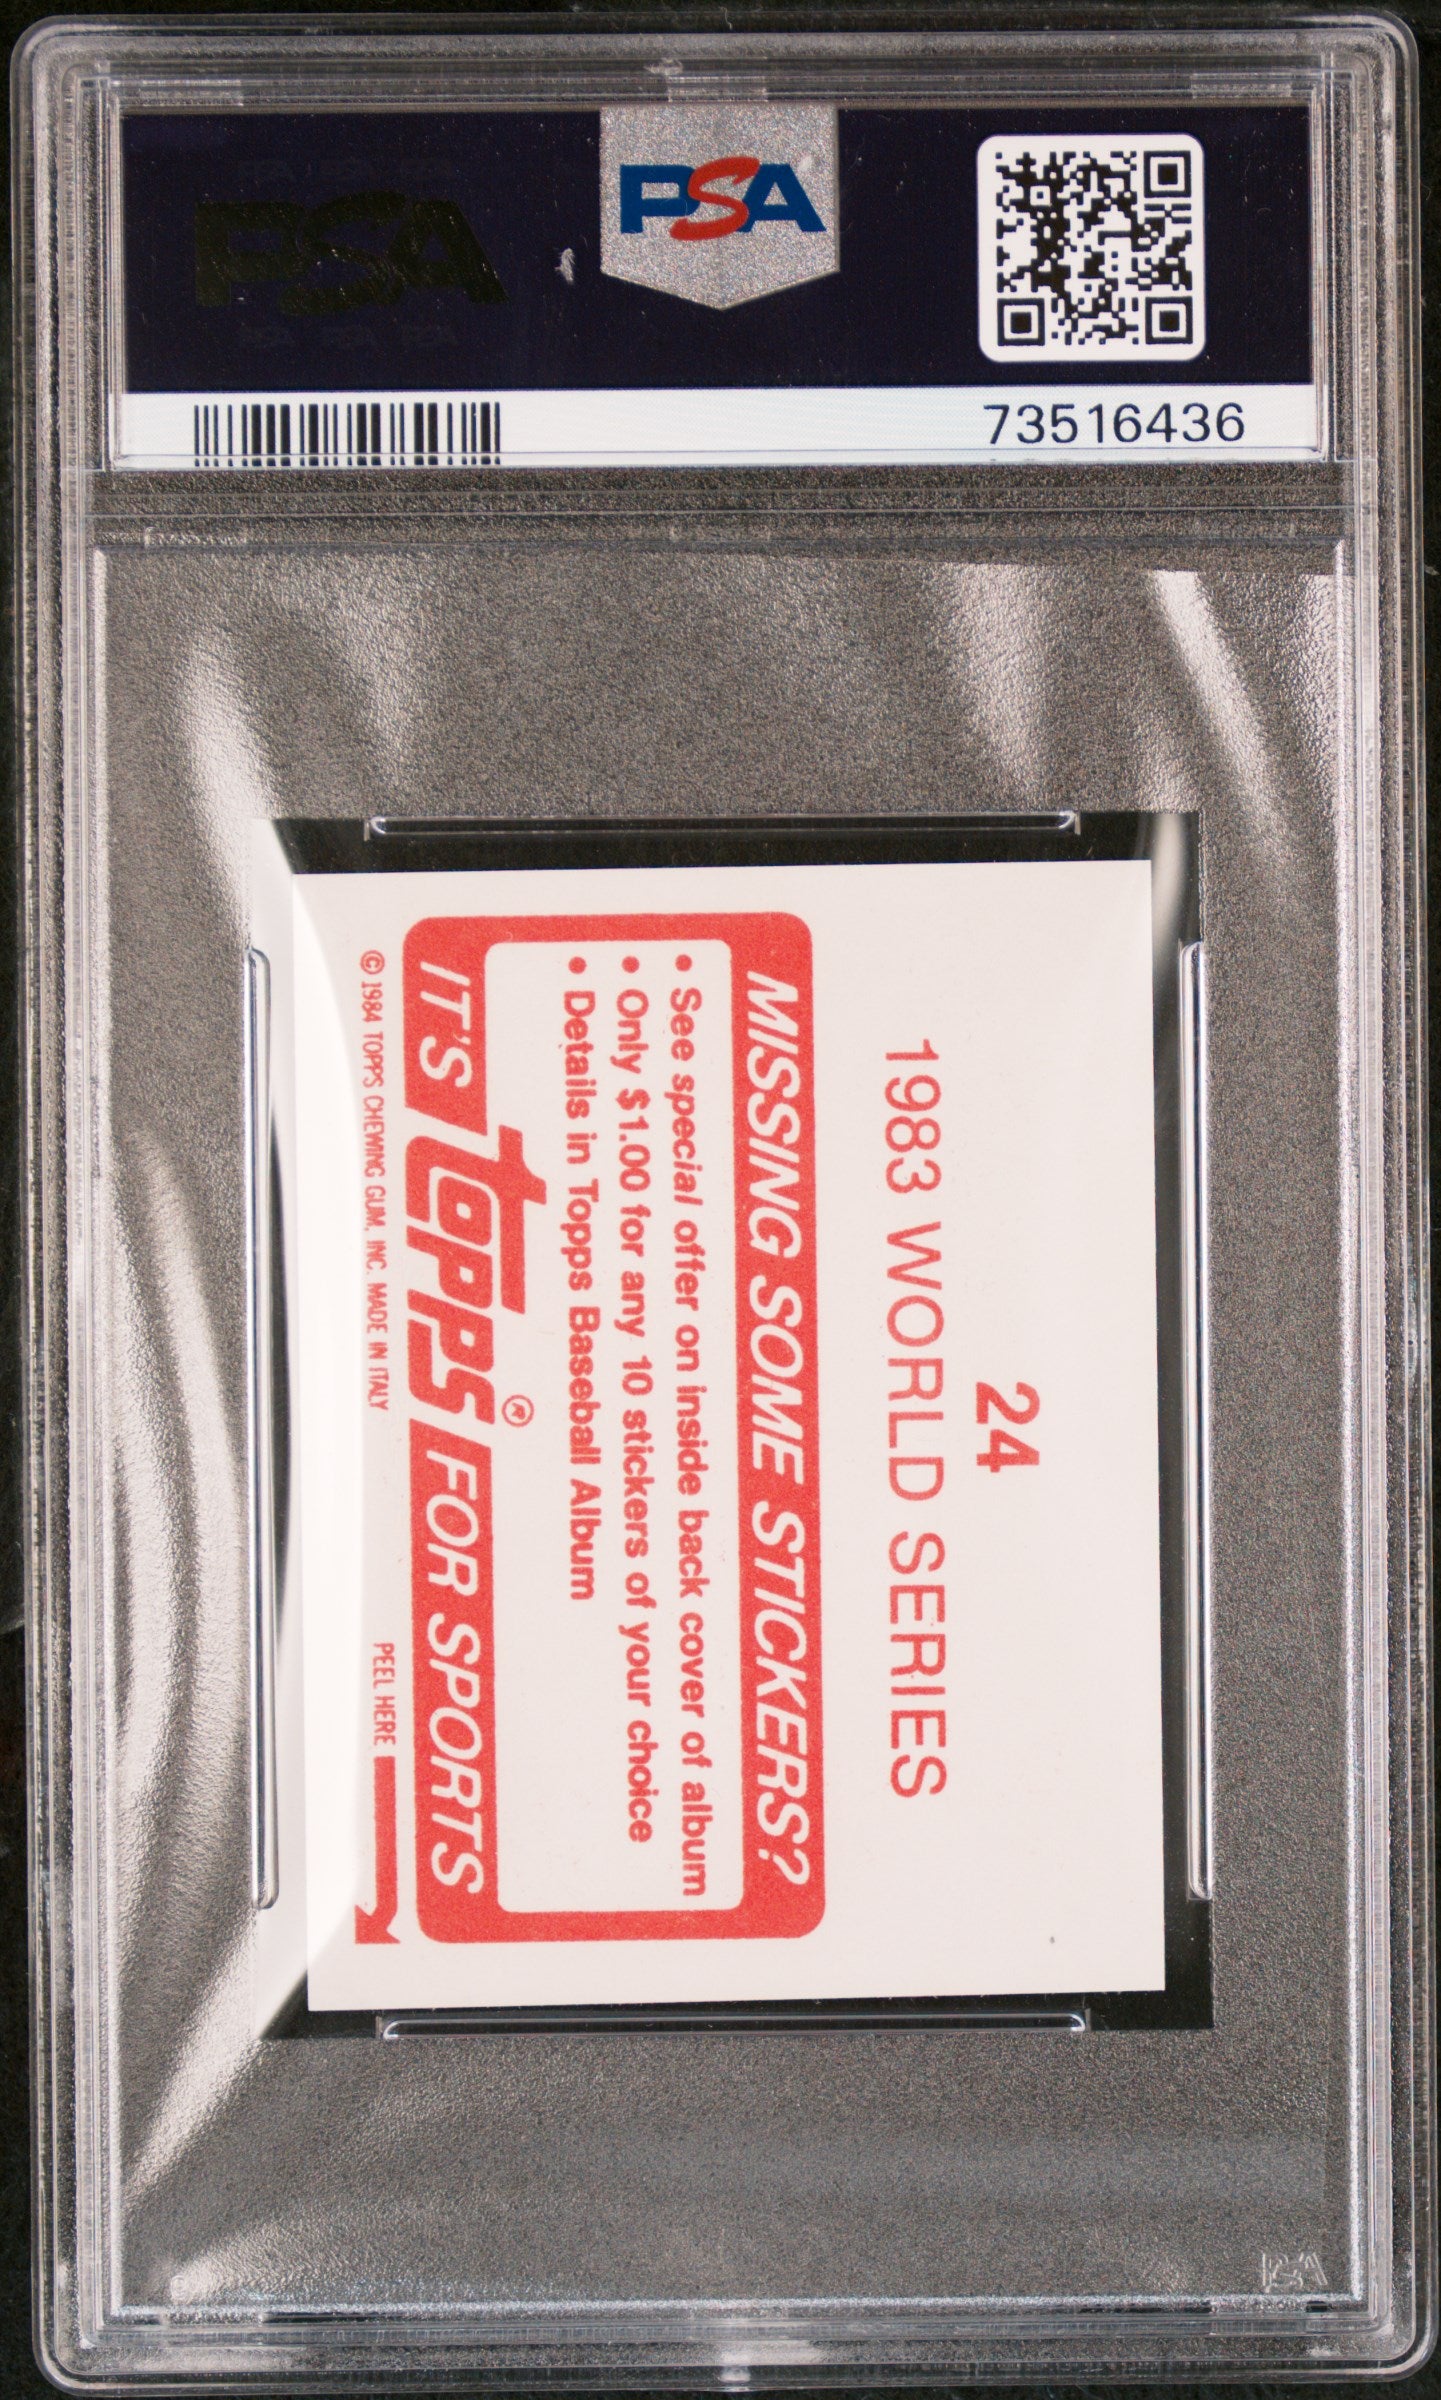 PSA
PSA
73516436
24
1983 WORLD SERIES
MISSING SOME STICKERS?
• See special offer on inside back cover of album
• Only $1.00 for any 10 stickers of your choice
• Details in Topps Baseball Album
IT'S TOPPS® FOR SPORTS
© 1984 TOPPS CHEWING GUM, INC. MADE IN ITALY PEEL HERE
PSA